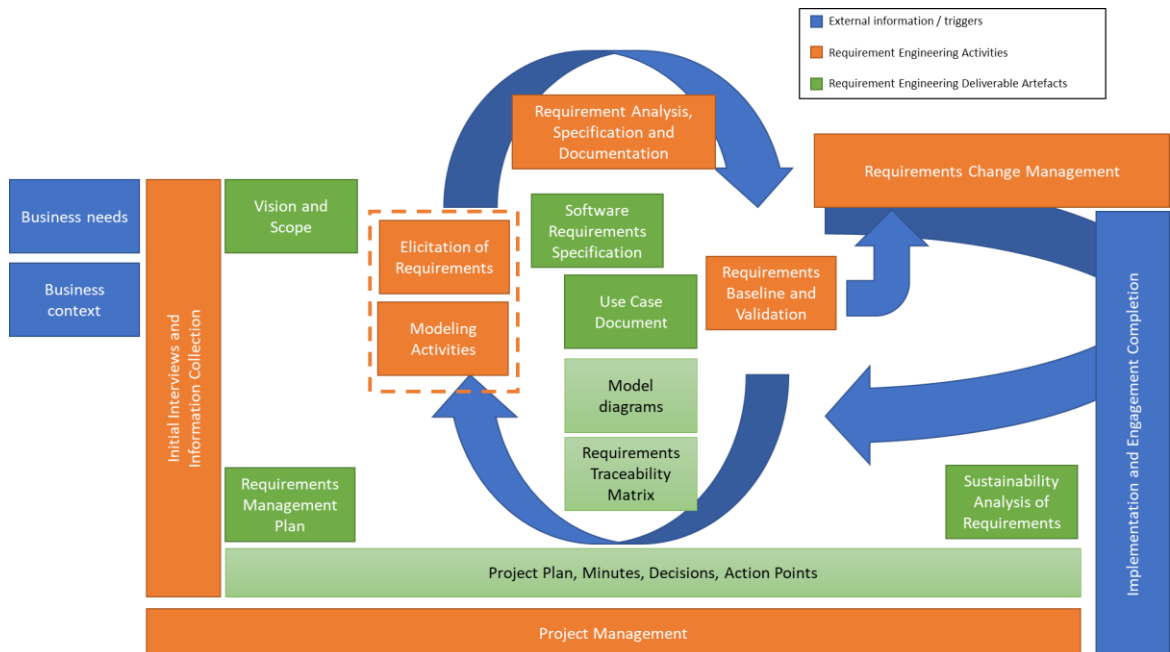 External information / triggers
Requirement Engineering Activities
Requirement Engineering Deliverable Artefacts
Requirement Analysis,
Specification and
Documentation
Requirements Change Management
Business needs
Business
context
Initial Interviews and
Information Collection
Vision and
Scope
Elicitation of
Requirements
Modeling
Activities
Software
Requirements
Specification
Use Case
Document
Requirements
Baseline and
Validation
Model
diagrams
Requirements
Traceability
Matrix
Requirements
Management
Plan
Sustainability
Analysis of
Requirements
Implementation and Engagement Completion
Project Plan, Minutes, Decisions, Action Points
Project Management